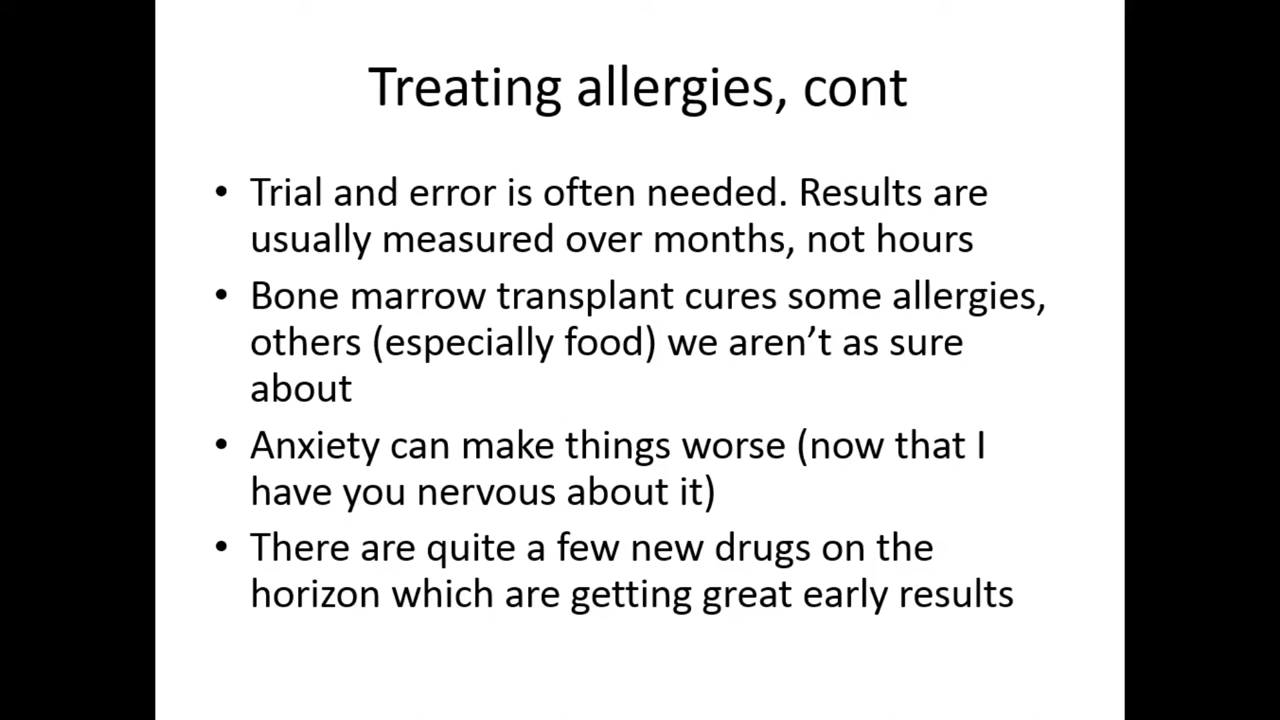 Treating allergies, cont
• Trial and error is often needed. Results are
usually measured over months, not hours
• Bone marrow transplant cures some allergies,
others (especially food) we aren’t as sure
about
• Anxiety can make things worse (now that I
have you nervous about it)
• There are quite a few new drugs on the
horizon which are getting great early results